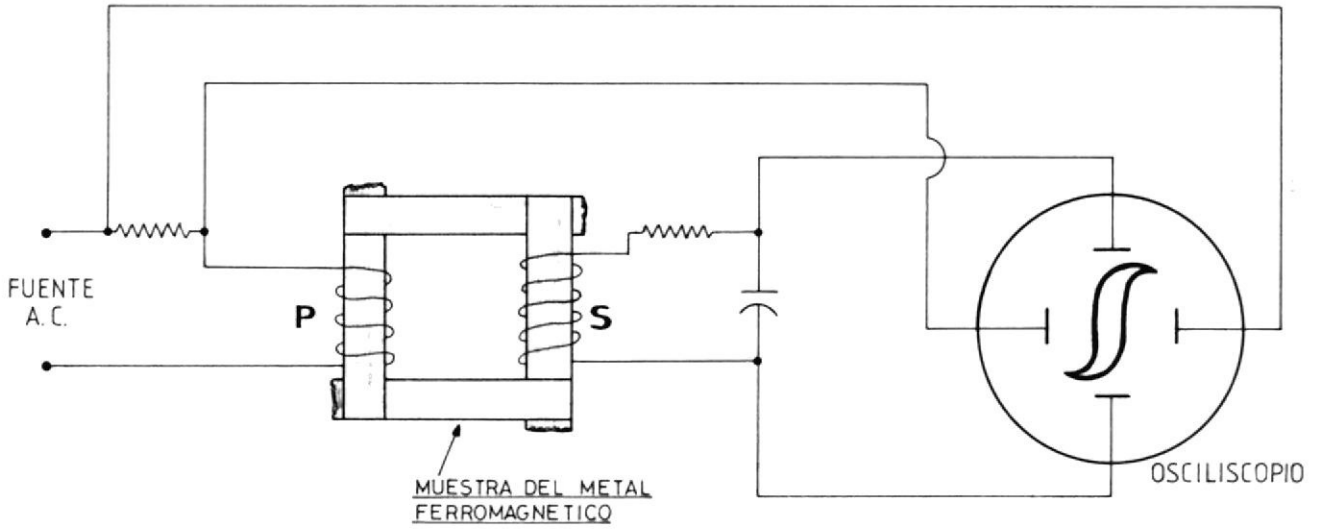 FUENTE
A.C.
P
S
MUESTRA DEL METAL
FERROMAGNETICO
OSCILISCOPIO